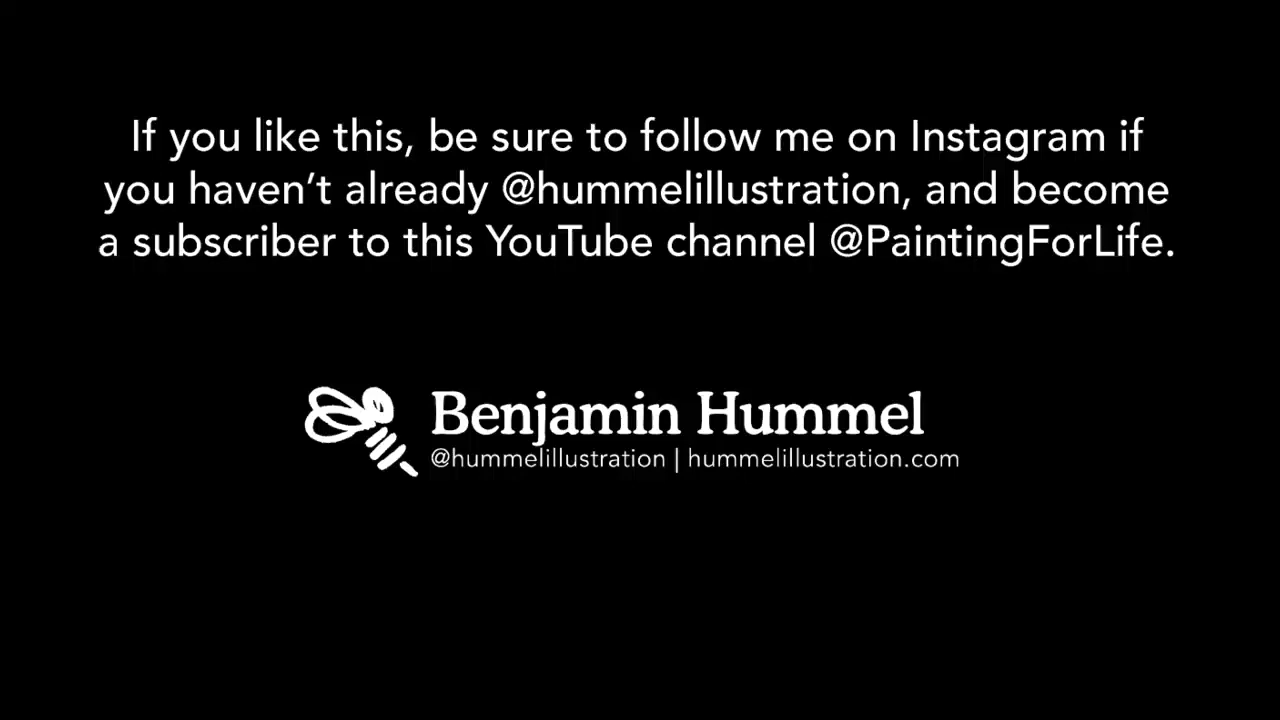 If you like this, be sure to follow me on Instagram if
you haven’t already @hummelillustration, and become
a subscriber to this YouTube channel @PaintingForLife.
Benjamin Hummel
@hummelillustration | hummelillustration.com